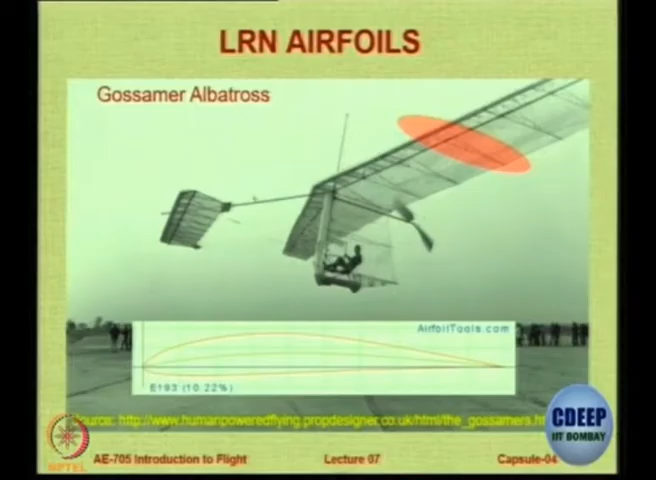 LRN AIRFOILS
Gossamer Albatross
AirfoilTools.com
E193 (10.22%)
Source: http://www.humanpoweredflying.propdesigner.co.uk/html/the_gossamers.h
CDEEP
IIT BOMBAY
NPTEL
AE-705 Introduction to Flight
Lecture 07
Capsule-04